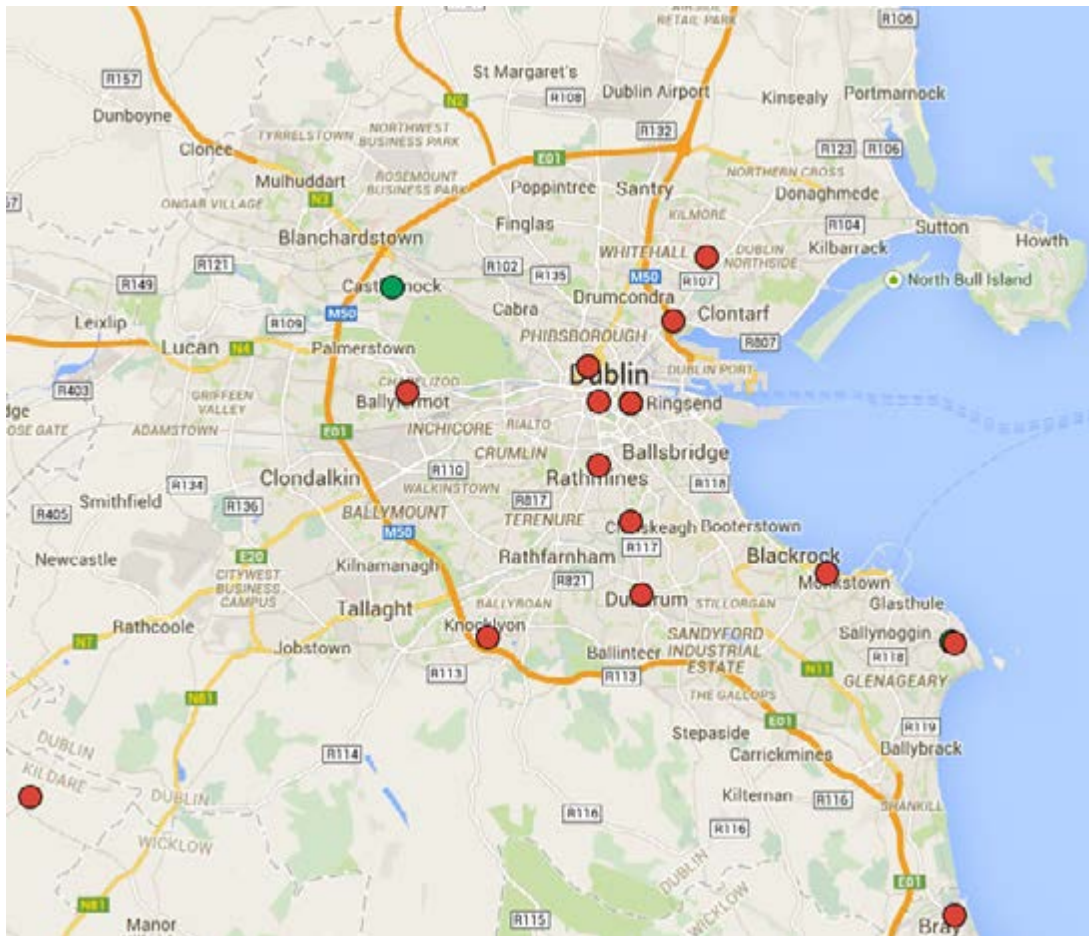 R106
AIRSIDE
RETAIL PARK
R157
St Margaret's
Dublin Airport
Kinsealy
Portmarnock
N2
R108
Dunboyne
TYRRELSTOWN
NORTHWEST
BUSINESS PARK
R132
Clonee
E01
R123
R106
Mulhuddart
ROSEMOUNT
BUSINESS PARK
Poppintree
Santry
NORTHERN CROSS
Donaghmede
N3
ONGAR VILLAGE
Finglas
KILMORE
R104
Sutton
Howth
Blanchardstown
WHITEHALL
DUBLIN
NORTHSIDE
Kilbarrack
R121
R102
R135
M50
R107
North Bull Island
R149
Drumcondra
Clontarf
Cabra
M50
Leixlip
R109
PHIBSBOROUGH
R807
Lucan
N4
Palmerstown
Dublin
DUBLIN PORT
R403
CHAPELIZOD
Ballyfermot
Ringsend
GRIFFEEN
VALLEY
ADAMSTOWN
INCHICORE
RIALTO
E01
CRUMLIN
Ballsbridge
Clondalkin
R110
Rathmines
R118
R134
WALKINSTOWN
Smithfield
R136
R817
R405
BALLYMOUNT
TERENURE
Booterstown
M50
R117
E20
Rathfarnham
Blackrock
Newcastle
Kilnamanagh
R821
Monkstown
CITYWEST
BUSINESS
CAMPUS
Tallaght
BALLYROAN
STILLORGAN
Glasthule
Rathcoole
Knocklyon
SANDYFORD
INDUSTRIAL
ESTATE
Sallynoggin
N7
Jobstown
Ballinteer
R118
R113
R113
N11
GLENAGEARY
N81
THE GALLOPS
E01
R119
Stepaside
Carrickmines
Ballybrack
DUBLIN
KILDARE
R114
DUBLIN
Kilternan
R116
SHANKILL
R116
R116
WICKLOW
E01
DUBLIN
WICKLOW
N81
R115
Manor
Bray